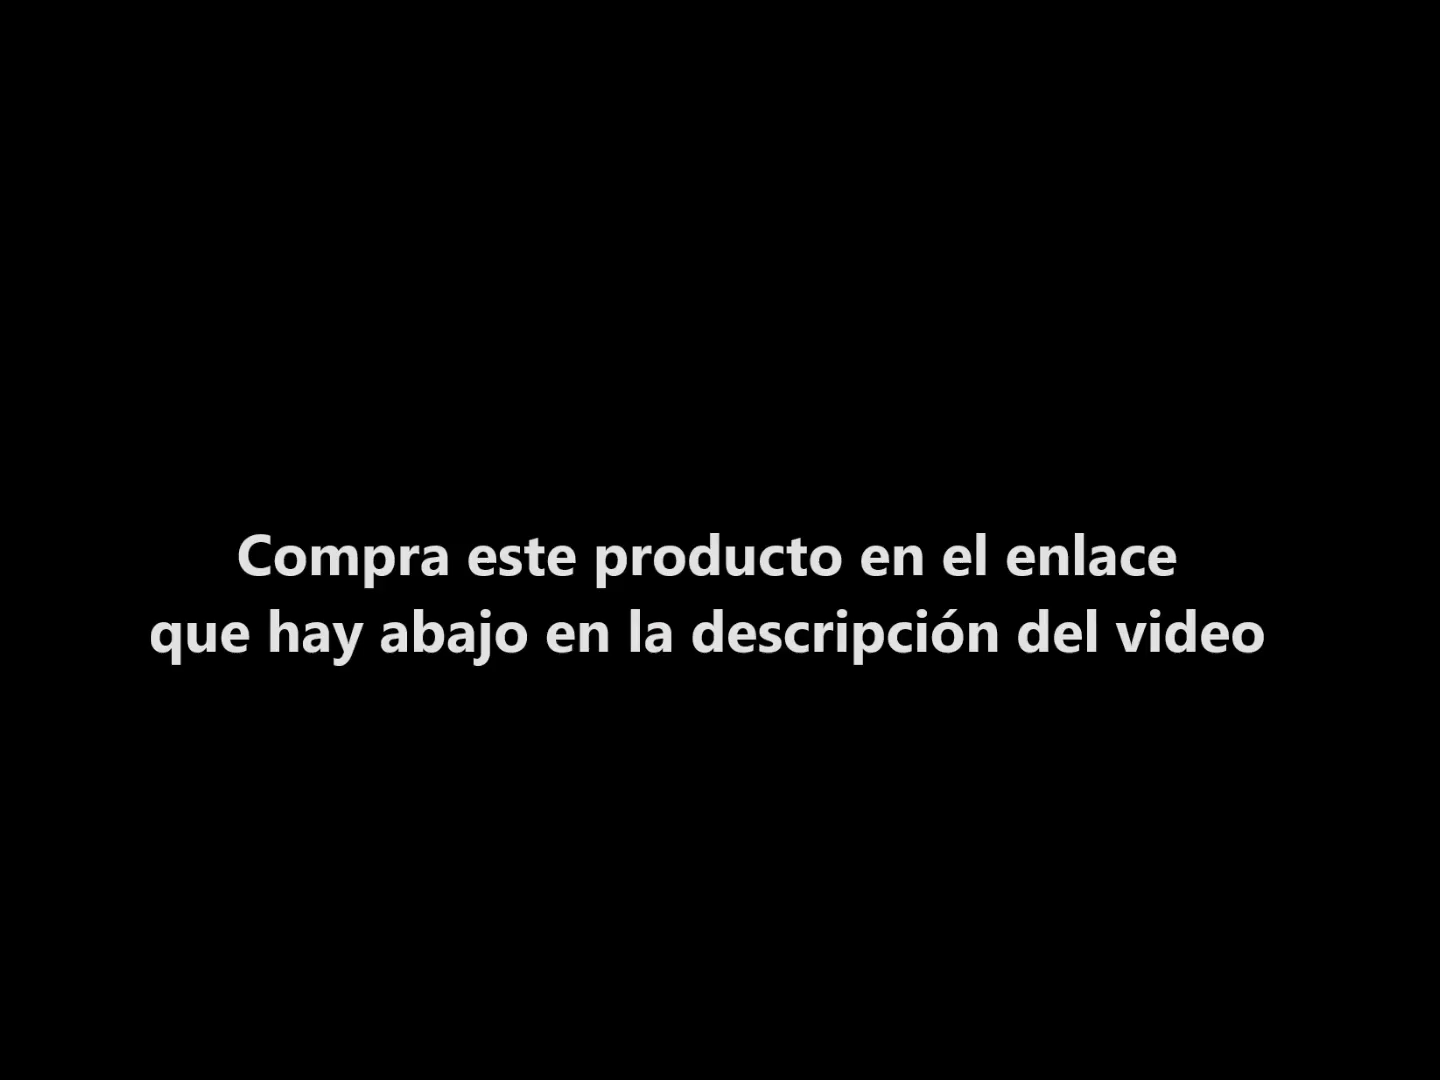 Compra este producto en el enlace
que hay abajo en la descripción del video